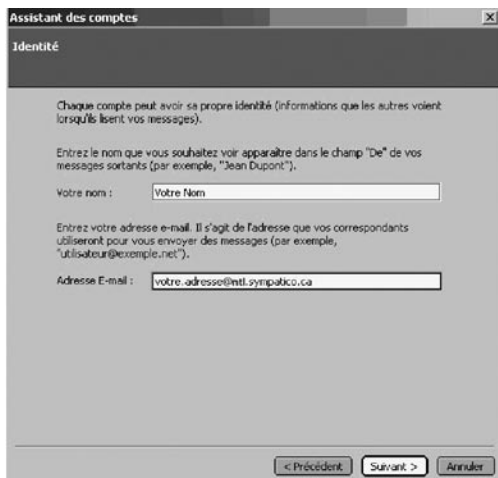 Assistant des comptes
Identité
Chaque compte peut avoir sa propre identité (informations que les autres voient
lorsqu'ils lisent vos messages).
Entrez le nom que vous souhaitez voir apparaître dans le champ "De" de vos
messages sortants (par exemple, "Jean Dupont").
Votre nom : Votre Nom
Entrez votre adresse e-mail. Il s'agit de l'adresse que vos correspondants
utiliseront pour vous envoyer des messages (par exemple,
"utilisateur@exemple.net").
Adresse E-mail : votre.adresse@ntl.sympatico.ca
< Précédent Suivant > Annuler